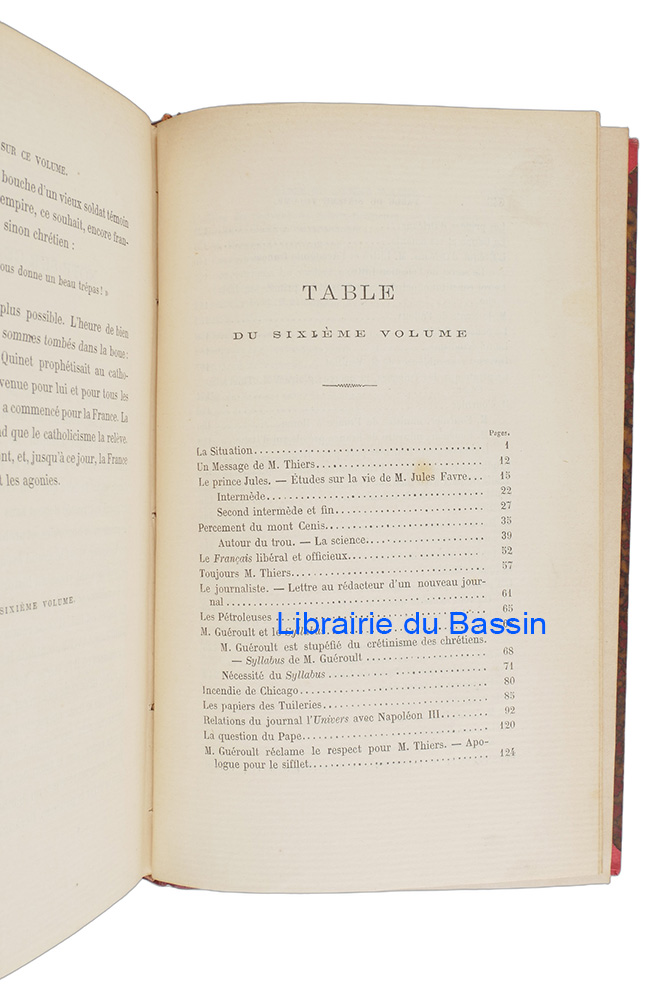 SUR CE VOLUME.
bouche d'un vieux soldat témoin
empire, ce souhait, encore fran-
sinon chrétien :
ous donne un beau trépas! »
plus possible. L'heure de bien
sommes tombés dans la boue :
Quinet prophétisait au catho-
venue pour lui et pour tous les
a commencé pour la France. La
d que le catholicisme la relève.
nt, et, jusqu'à ce jour, la France
t les agonies.
SIXIÈME VOLUME.
TABLE
DU SIXIÈME VOLUME
Pages.
La Situation. 1
Un Message de M. Thiers. 12
Le prince Jules. — Études sur la vie de M. Jules Favre. 15
Intermède. 22
Second intermède et fin. 27
Percement du mont Cenis. 35
Autour du trou. — La science. 39
Le Français libéral et officieux. 52
Toujours M. Thiers. 57
Le journaliste. — Lettre au rédacteur d'un nouveau jour-
nal 61
Les Pétroleuses 65
Librairie du Bassin
M. Guéroult et le Syllabus
M. Guéroult est stupéfié du crétinisme des chrétiens.
— Syllabus de M. Guéroult 68
Nécessité du Syllabus 71
Incendie de Chicago 80
Les papiers des Tuileries. 85
Relations du journal l'Univers avec Napoléon III. 92
La question du Pape. 120
M. Guéroult réclame le respect pour M. Thiers. — Apo-
logue pour le sifflet. 124